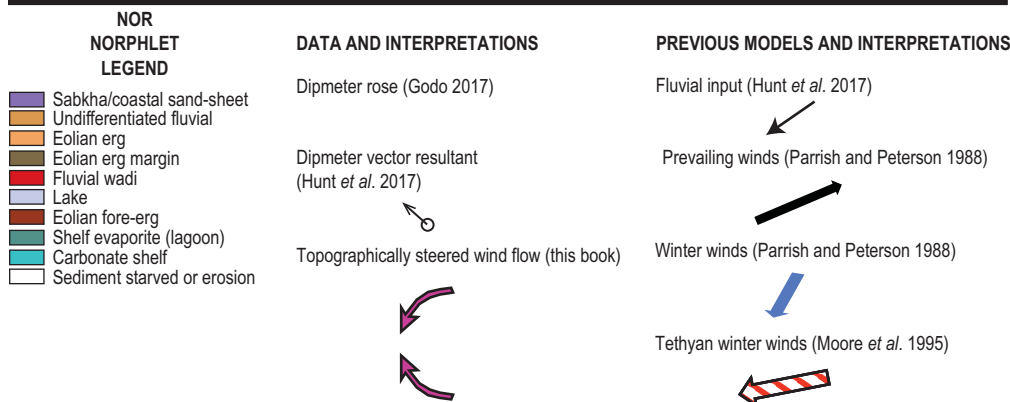 NOR
NORPHLET
LEGEND
Sabkha/coastal sand-sheet
Undifferentiated fluvial
Eolian erg
Eolian erg margin
Fluvial wadi
Lake
Eolian fore-erg
Shelf evaporite (lagoon)
Carbonate shelf
Sediment starved or erosion
DATA AND INTERPRETATIONS
Dipmeter rose (Godo 2017)
Dipmeter vector resultant
(Hunt et al. 2017)
Topographically steered wind flow (this book)
PREVIOUS MODELS AND INTERPRETATIONS
Fluvial input (Hunt et al. 2017)
Prevailing winds (Parrish and Peterson 1988)
Winter winds (Parrish and Peterson 1988)
Tethyan winter winds (Moore et al. 1995)